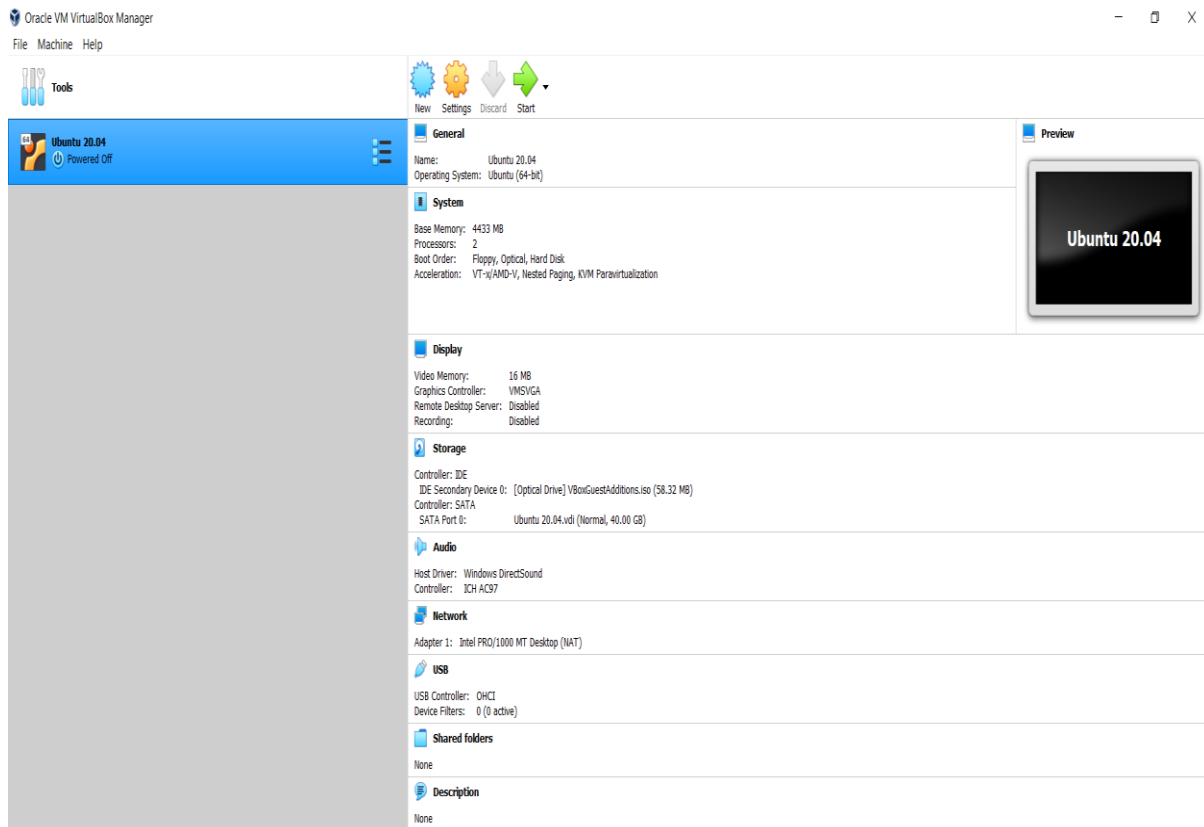 Oracle VM VirtualBox Manager
File Machine Help
Tools
New Settings Discard Start
64
Ubuntu 20.04
Powered Off
General
Name: Ubuntu 20.04
Operating System: Ubuntu (64-bit)
Preview
Ubuntu 20.04
System
Base Memory: 4433 MB
Processors: 2
Boot Order: Floppy, Optical, Hard Disk
Acceleration: VT-x/AMD-V, Nested Paging, KVM Paravirtualization
Display
Video Memory: 16 MB
Graphics Controller: VMSVGA
Remote Desktop Server: Disabled
Recording: Disabled
Storage
Controller: IDE
IDE Secondary Device 0: [Optical Drive] VBoxGuestAdditions.iso (58.32 MB)
Controller: SATA
SATA Port 0: Ubuntu 20.04.vdi (Normal, 40.00 GB)
Audio
Host Driver: Windows DirectSound
Controller: ICH AC97
Network
Adapter 1: Intel PRO/1000 MT Desktop (NAT)
USB
USB Controller: OHCI
Device Filters: 0 (0 active)
Shared folders
None
Description
None